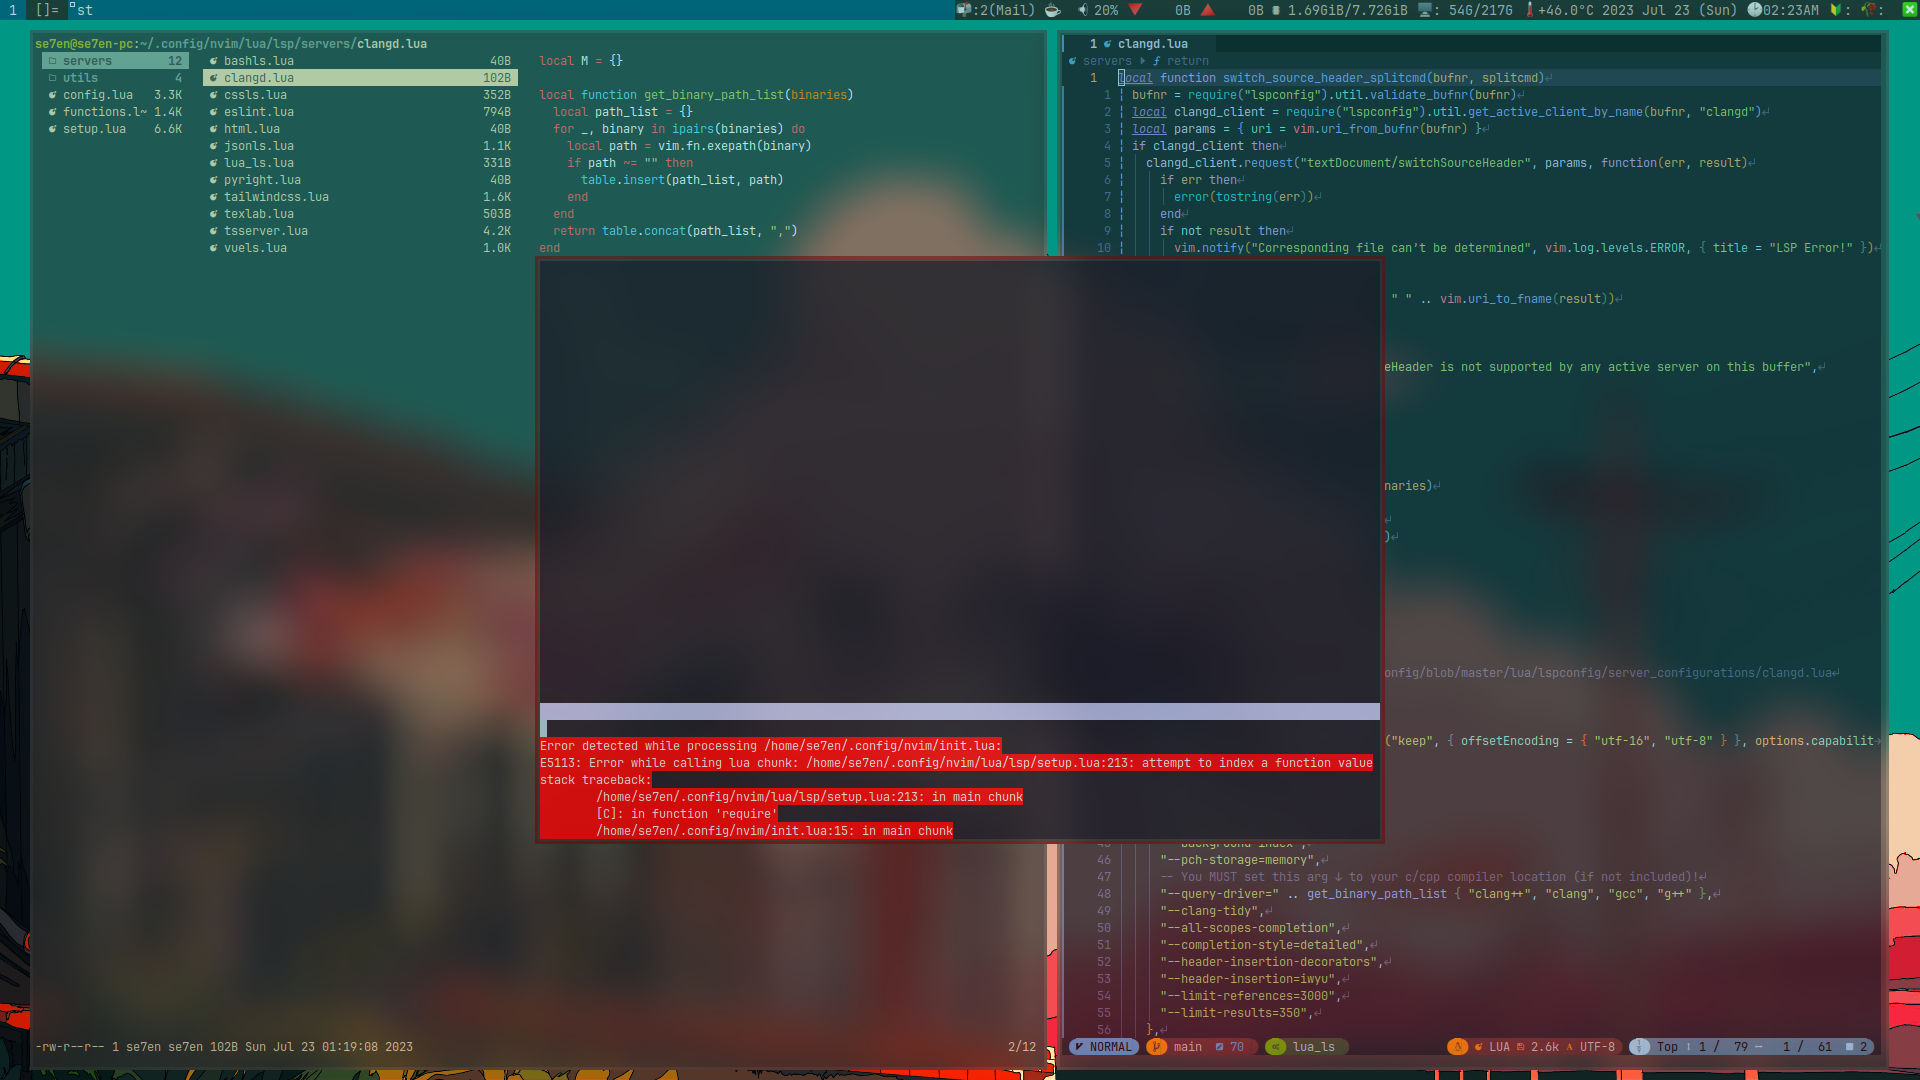 1 []= st :2(Mail) 20% 0B 0B 1.69GiB/7.72GiB : 54G/217G +46.0°C 2023 Jul 23 (Sun) 02:23AM : :
se7en@se7en-pc:~/.config/nvim/lua/lsp/servers/clangd.lua
servers 12
utils 4
config.lua 3.3K
functions.l~ 1.4K
setup.lua 6.6K
bashls.lua 40B
clangd.lua 102B
cssls.lua 352B
eslint.lua 794B
html.lua 40B
jsonls.lua 1.1K
lua_ls.lua 331B
pyright.lua 40B
tailwindcss.lua 1.6K
texlab.lua 503B
tsserver.lua 4.2K
vuels.lua 1.0K
local M = {}
local function get_binary_path_list(binaries)
local path_list = {}
for _, binary in ipairs(binaries) do
local path = vim.fn.exepath(binary)
if path ~= "" then
table.insert(path_list, path)
end
end
return table.concat(path_list, ",")
end
1 clangd.lua
servers return
1 local function switch_source_header_splitcmd(bufnr, splitcmd)↵
1 bufnr = require("lspconfig").util.validate_bufnr(bufnr)↵
2 local clangd_client = require("lspconfig").util.get_active_client_by_name(bufnr, "clangd")↵
3 local params = { uri = vim.uri_from_bufnr(bufnr) }↵
4 if clangd_client then↵
5 clangd_client.request("textDocument/switchSourceHeader", params, function(err, result)↵
6 if err then↵
7 error(tostring(err))↵
8 end↵
9 if not result then↵
10 vim.notify("Corresponding file can't be determined", vim.log.levels.ERROR, { title = "LSP Error!" })↵
" " .. vim.uri_to_fname(result))↵
eHeader is not supported by any active server on this buffer",↵
naries)↵
↵
)↵
onfig/blob/master/lua/lspconfig/server_configurations/clangd.lua↵
("keep", { offsetEncoding = { "utf-16", "utf-8" } }, options.capabilit→
Error detected while processing /home/se7en/.config/nvim/init.lua:
E5113: Error while calling lua chunk: /home/se7en/.config/nvim/lua/lsp/setup.lua:213: attempt to index a function value
stack traceback:
/home/se7en/.config/nvim/lua/lsp/setup.lua:213: in main chunk
[C]: in function 'require'
/home/se7en/.config/nvim/init.lua:15: in main chunk
46 "--pch-storage=memory",↵
47 -- You MUST set this arg ↓ to your c/cpp compiler location (if not included)!↵
48 "--query-driver=" .. get_binary_path_list { "clang++", "clang", "gcc", "g++" },↵
49 "--clang-tidy",↵
50 "--all-scopes-completion",↵
51 "--completion-style=detailed",↵
52 "--header-insertion-decorators",↵
53 "--header-insertion=iwyu",↵
54 "--limit-references=3000",↵
55 "--limit-results=350",↵
56 },↵
-rw-r--r-- 1 se7en se7en 102B Sun Jul 23 01:19:08 2023 2/12
NORMAL main 70 lua_ls LUA 2.6k UTF-8 Top 1 / 79 1 / 61 2